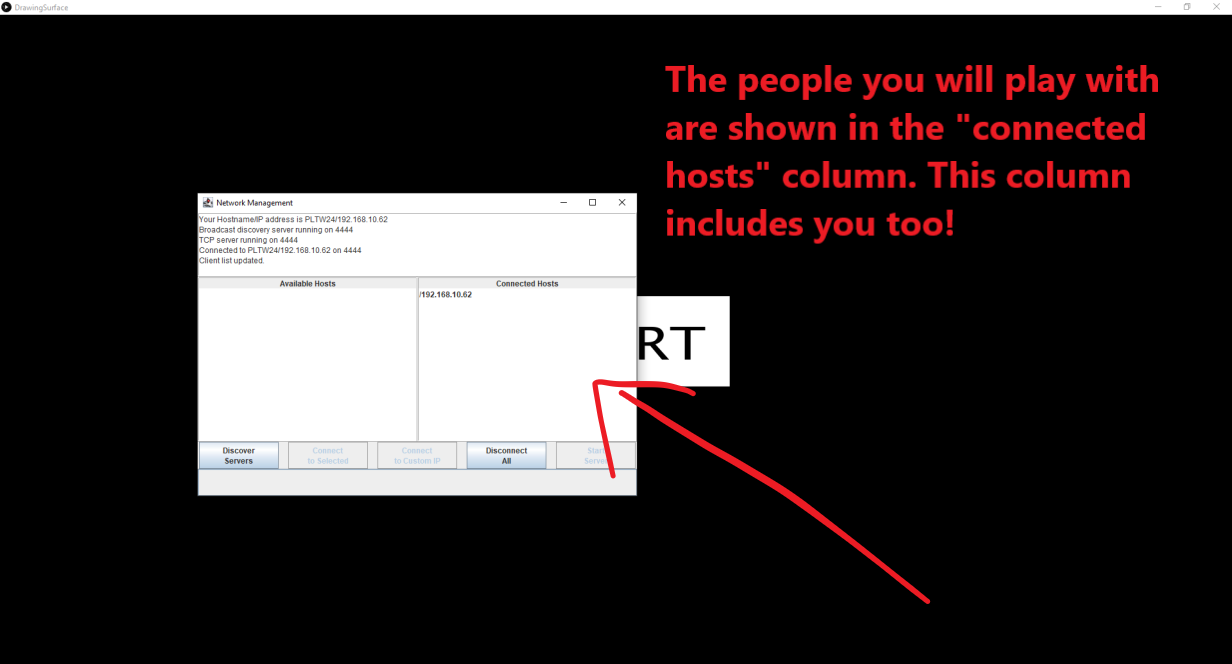 DrawingSurface
The people you will play with
are shown in the "connected
hosts" column. This column
includes you too!
Network Management
Your Hostname/IP address is PLTW24/192.168.10.62
Broadcast discovery server running on 4444
TCP server running on 4444
Connected to PLTW24/192.168.10.62 on 4444
Client list updated.
Available Hosts
Connected Hosts
/192.168.10.62
RT
Discover
Servers
Connect
to Selected
Connect
to Custom IP
Disconnect
All
Start
Server